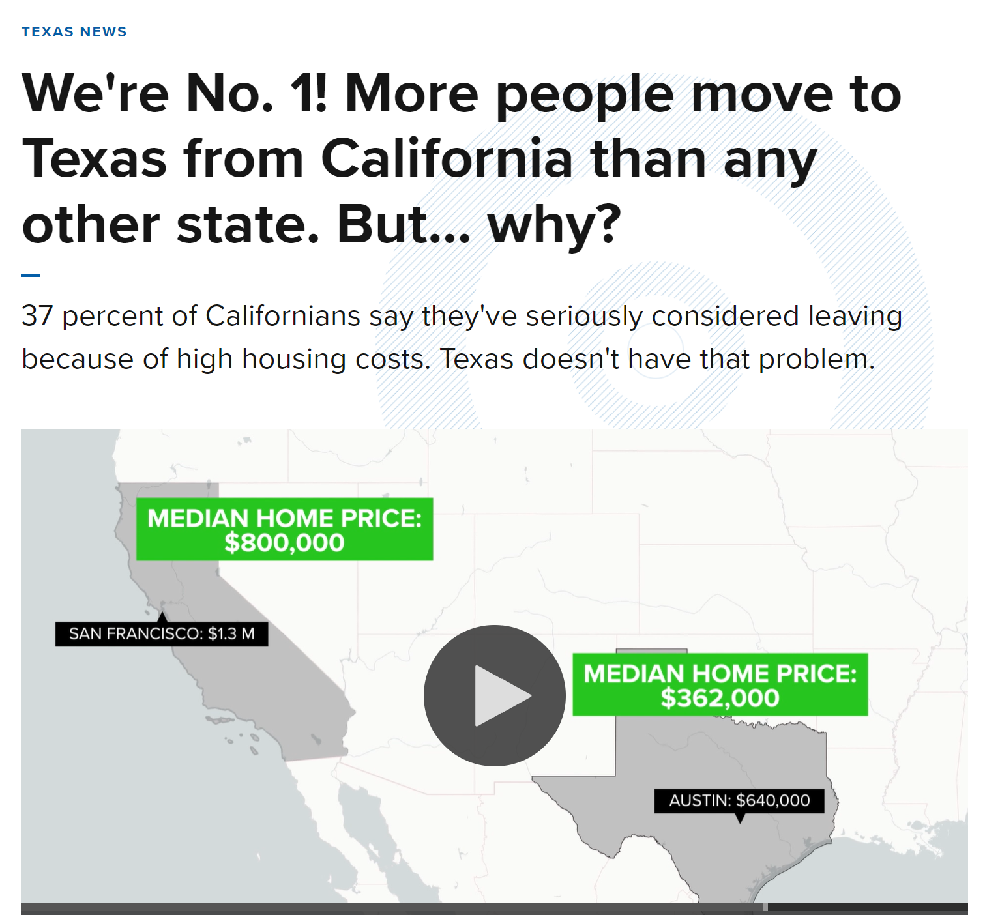 TEXAS NEWS
We're No. 1! More people move to
Texas from California than any
other state. But... why?
37 percent of Californians say they've seriously considered leaving
because of high housing costs. Texas doesn't have that problem.
MEDIAN HOME PRICE:
$800,000
SAN FRANCISCO: $1.3 M
MEDIAN HOME PRICE:
$362,000
AUSTIN: $640,000